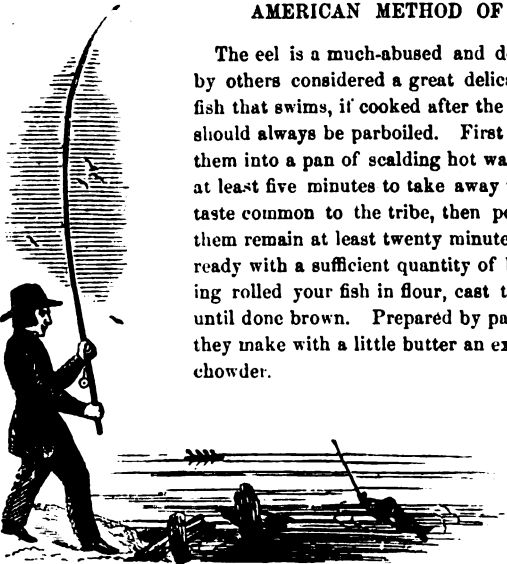 AMERICAN METHOD OF
The eel is a much-abused and
by others considered a great
fish that swims, if cooked after the
should always be parboiled. First
them into a pan of scalding hot
at least five minutes to take away
taste common to the tribe, then
them remain at least twenty
ready with a sufficient quantity of
ing rolled your fish in flour, cast
until done brown. Prepared by
they make with a little butter an
chowder.